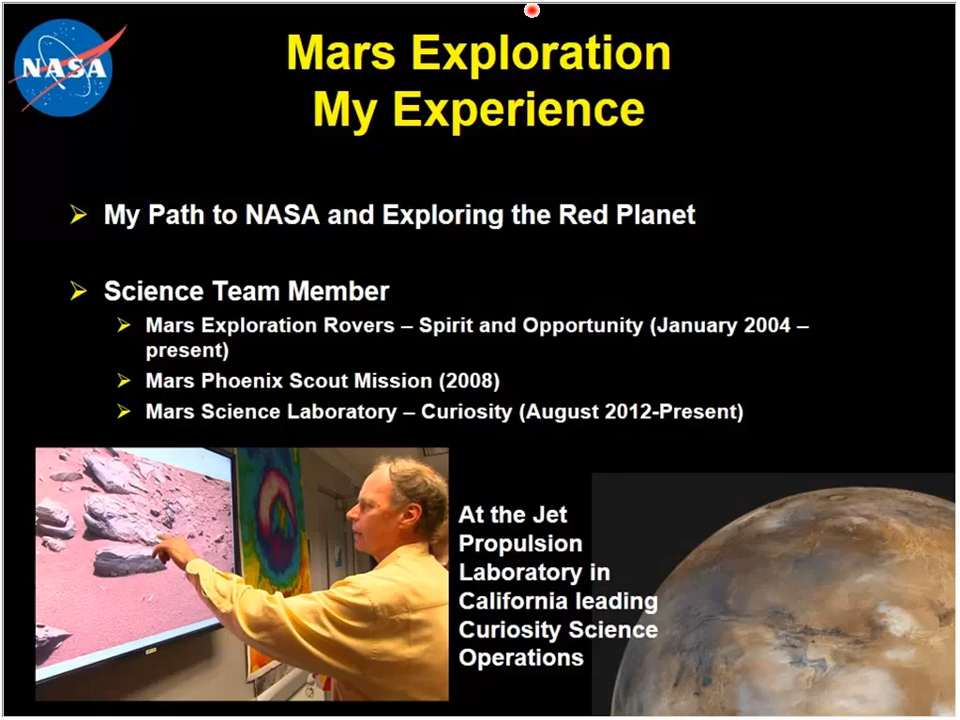 NASA
Mars Exploration
My Experience
➢ My Path to NASA and Exploring the Red Planet
➢ Science Team Member
➢ Mars Exploration Rovers – Spirit and Opportunity (January 2004 –
present)
➢ Mars Phoenix Scout Mission (2008)
➢ Mars Science Laboratory – Curiosity (August 2012-Present)
At the Jet
Propulsion
Laboratory in
California leading
Curiosity Science
Operations